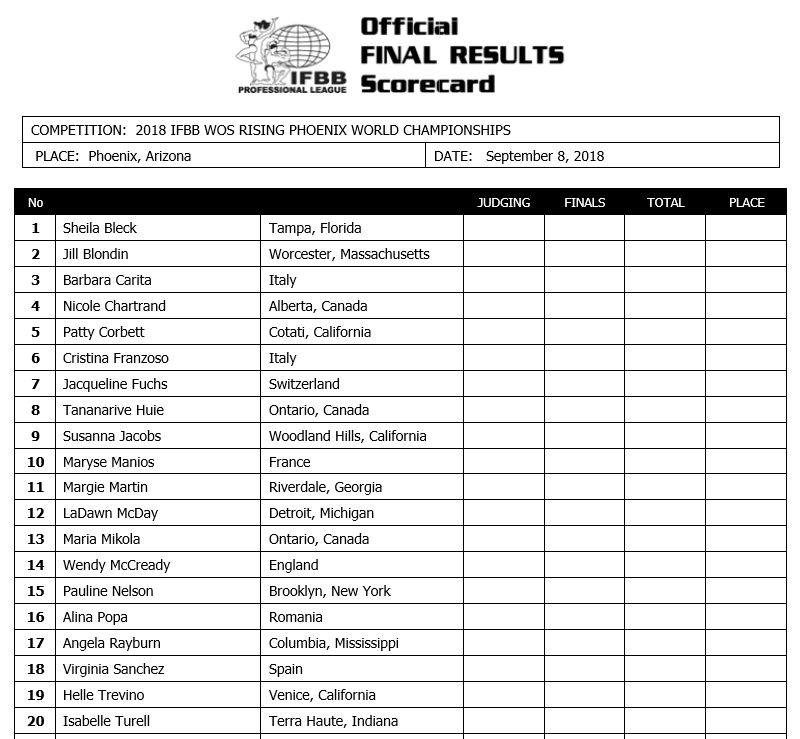 Official
FINAL RESULTS
Scorecard
IFBB
PROFESSIONAL LEAGUE
COMPETITION: 2018 IFBB WOS RISING PHOENIX WORLD CHAMPIONSHIPS
PLACE: Phoenix, Arizona DATE: September 8, 2018
No JUDGING FINALS TOTAL PLACE
1 Sheila Bleck Tampa, Florida
2 Jill Blondin Worcester, Massachusetts
3 Barbara Carita Italy
4 Nicole Chartrand Alberta, Canada
5 Patty Corbett Cotati, California
6 Cristina Franzoso Italy
7 Jacqueline Fuchs Switzerland
8 Tananarive Huie Ontario, Canada
9 Susanna Jacobs Woodland Hills, California
10 Maryse Manios France
11 Margie Martin Riverdale, Georgia
12 LaDawn McDay Detroit, Michigan
13 Maria Mikola Ontario, Canada
14 Wendy McCready England
15 Pauline Nelson Brooklyn, New York
16 Alina Popa Romania
17 Angela Rayburn Columbia, Mississippi
18 Virginia Sanchez Spain
19 Helle Trevino Venice, California
20 Isabelle Turell Terra Haute, Indiana